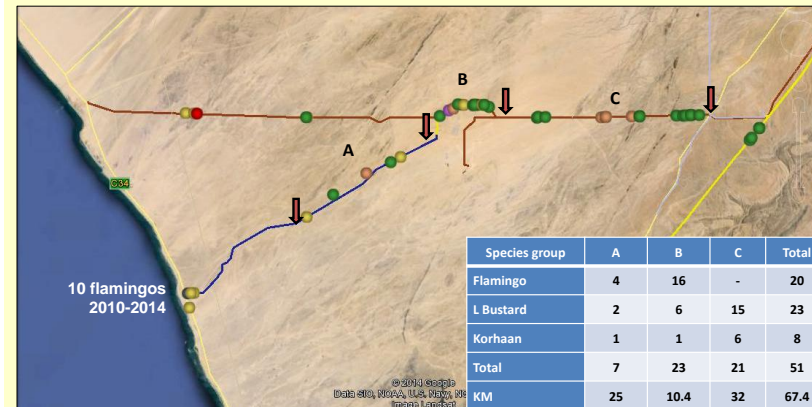 B
C
A
C34
10 flamingos
2010-2014
Species group A B C Total
Flamingo 4 16 - 20
L Bustard 2 6 15 23
Korhaan 1 1 6 8
Total 7 23 21 51
KM 25 10.4 32 67.4
© 2014 Google
Data SIO, NOAA, U.S. Navy,
Image Landsat